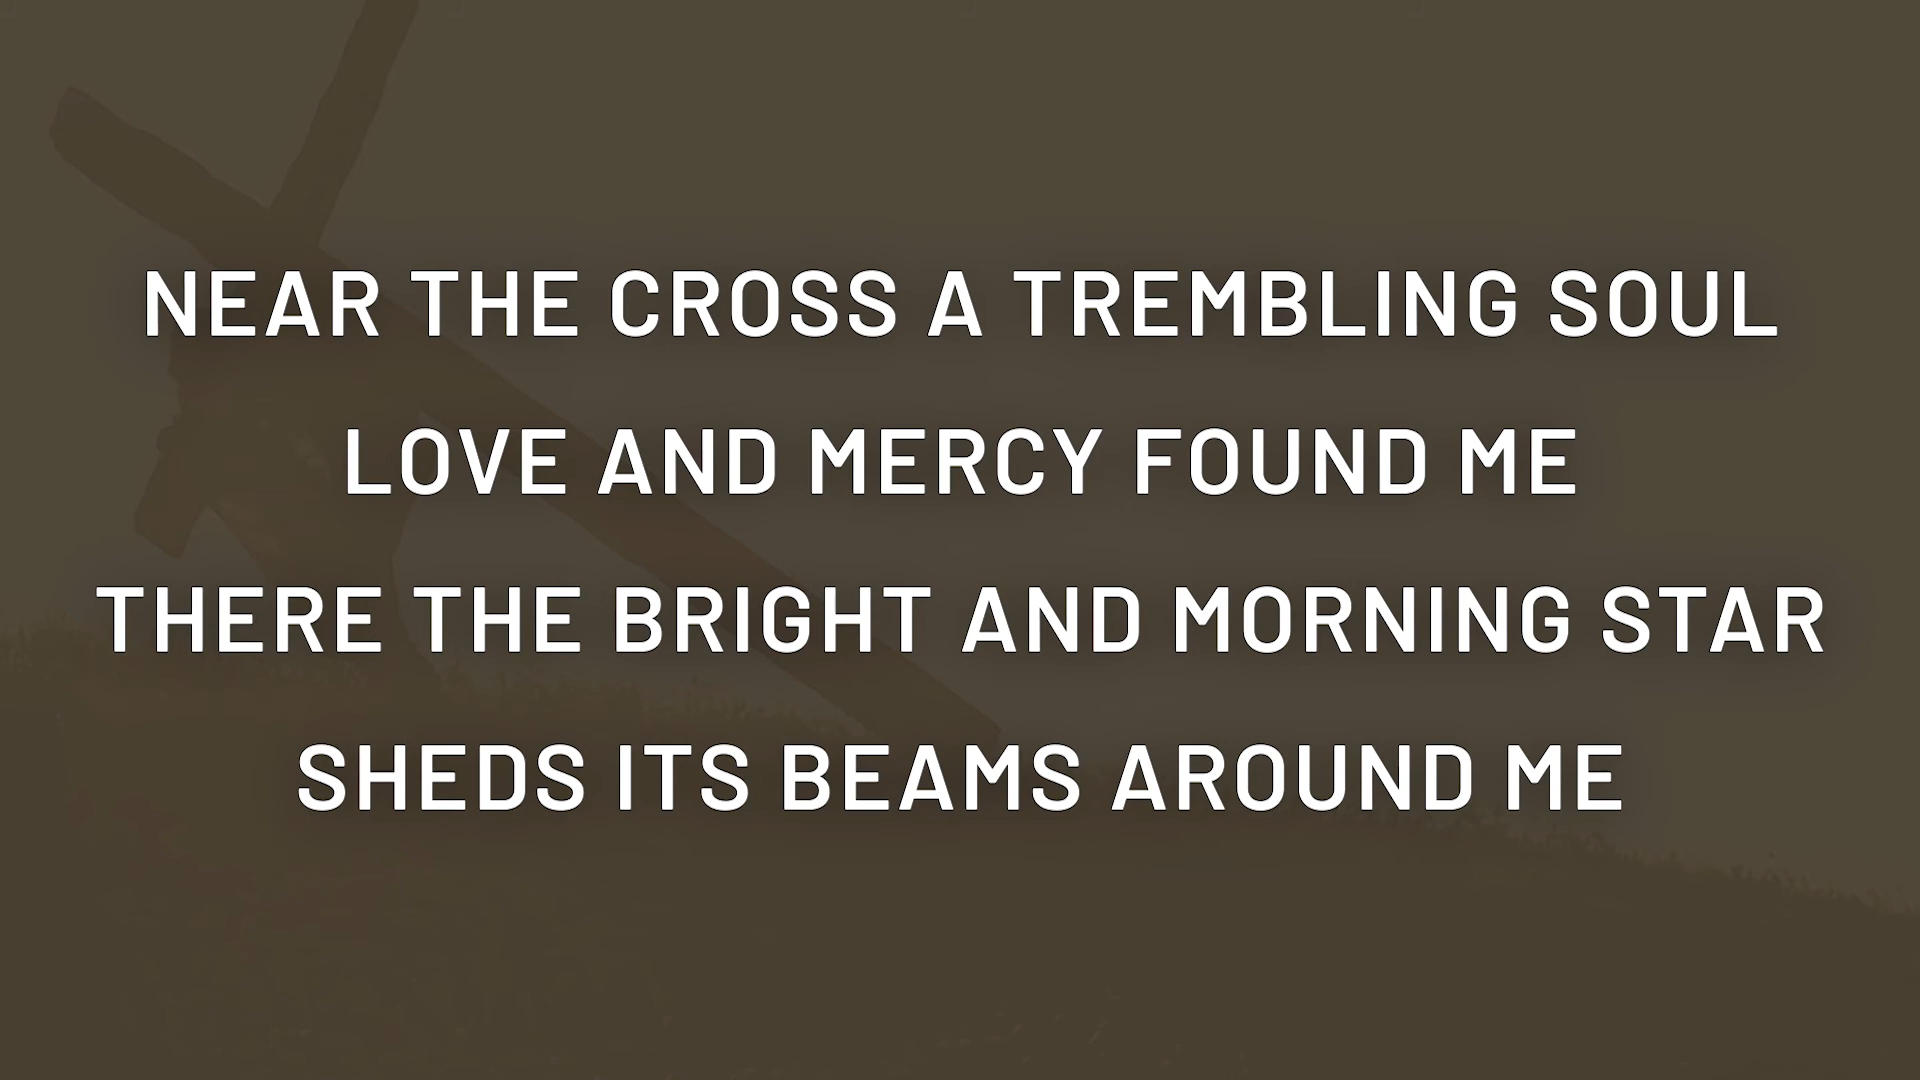 NEAR THE CROSS A TREMBLING SOUL
LOVE AND MERCY FOUND ME
THERE THE BRIGHT AND MORNING STAR
SHEDS ITS BEAMS AROUND ME